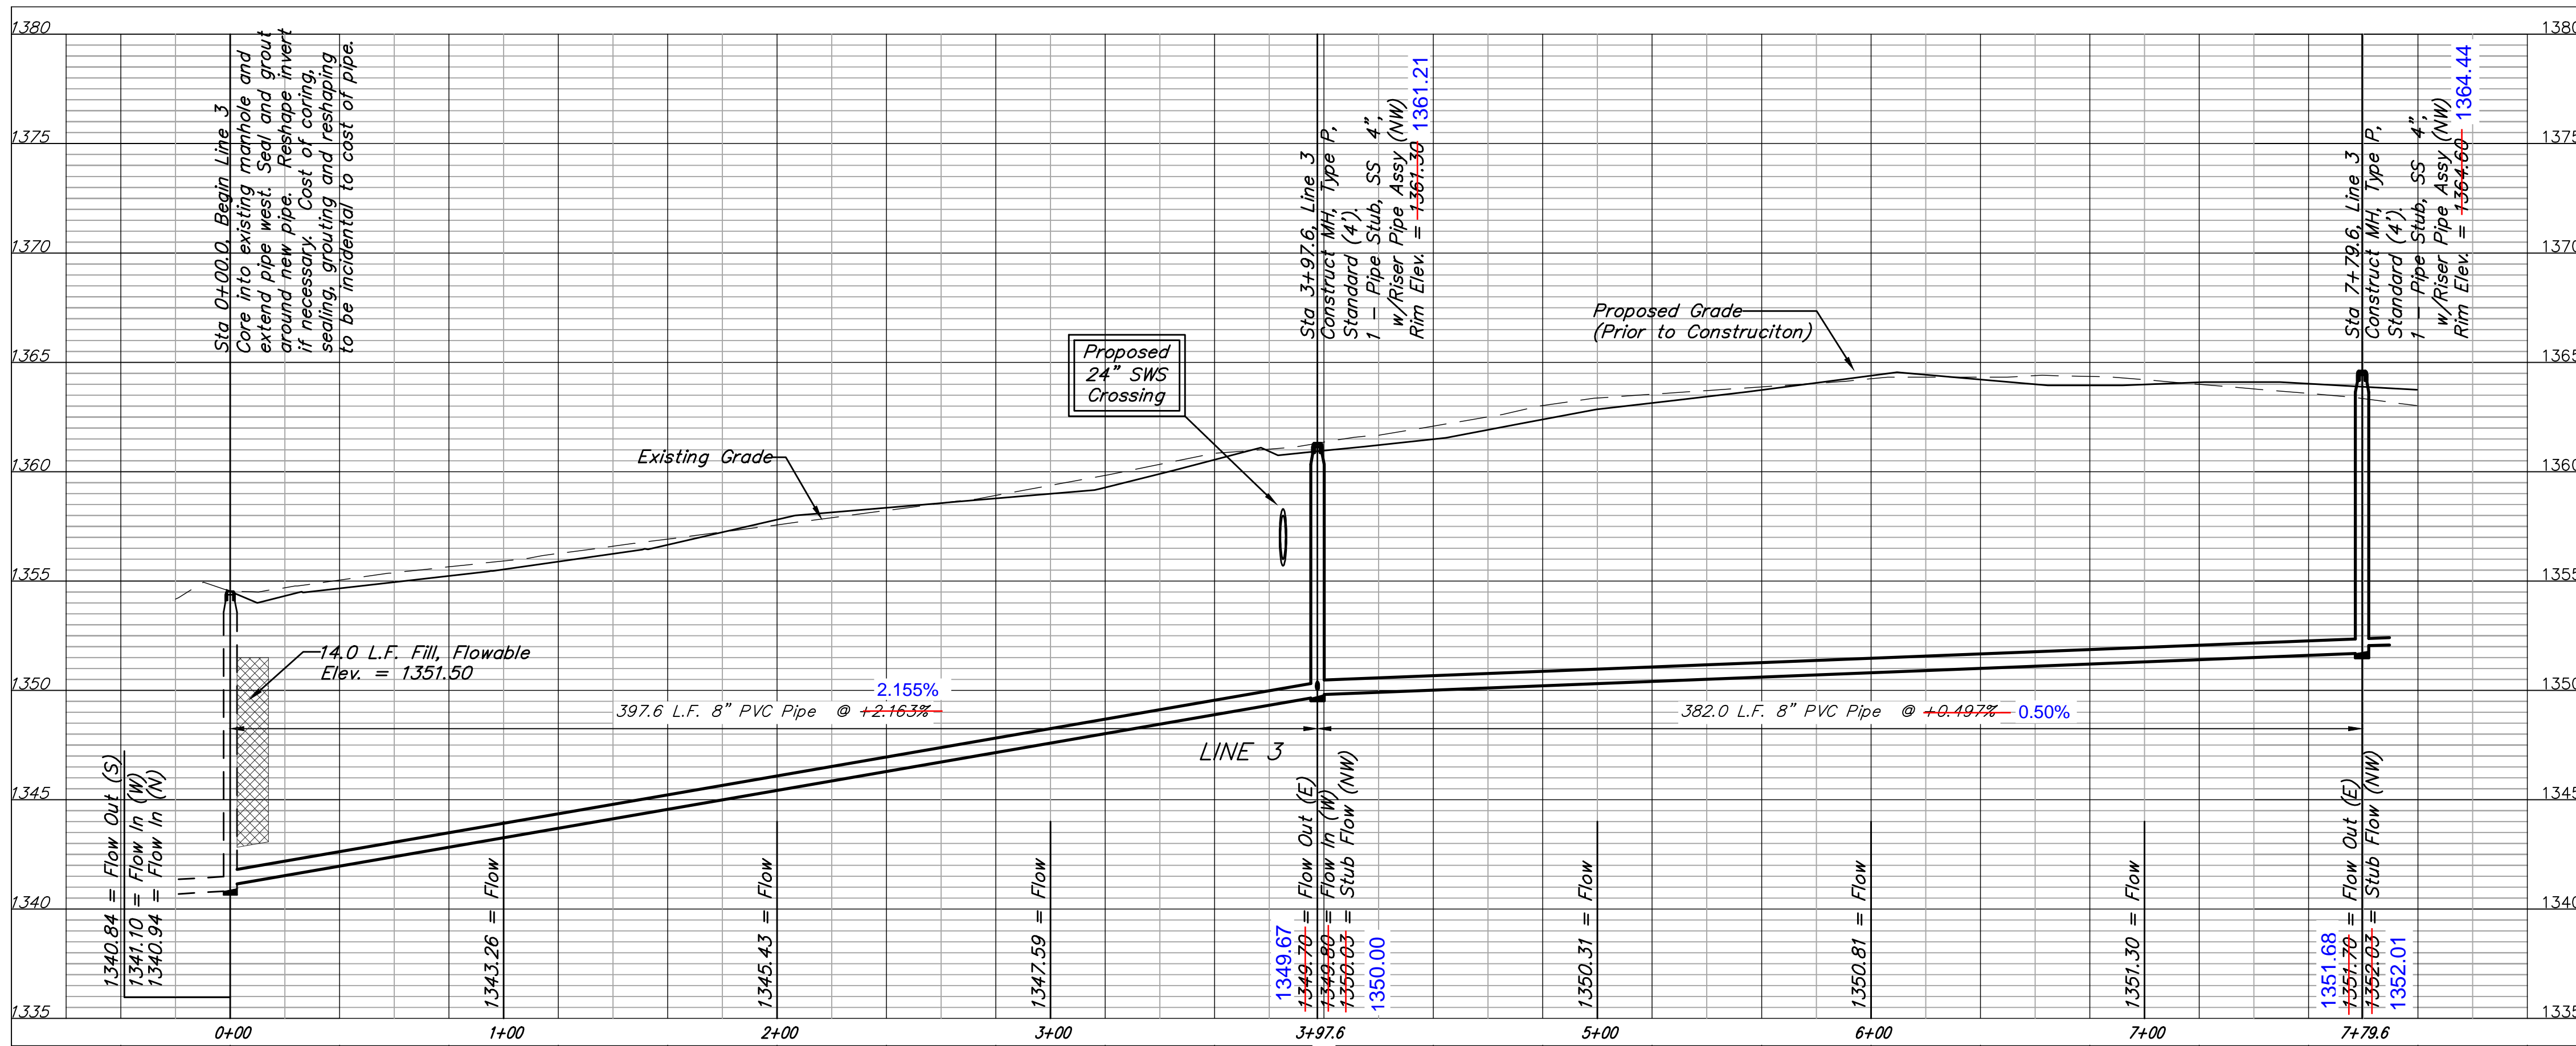 1380
1375
1370
1365
1360
1355
1350
1345
1340
1335
Sta 0+00.0, Begin Line 3
Core into existing manhole and
extend pipe west. Seal and grout
around new pipe. Reshape invert
if necessary. Cost of coring,
sealing, grouting and reshaping
to be incidental to cost of pipe.
Existing Grade
Proposed
24" SWS
Crossing
Sta 3+97.6, Line 3
Construct MH, Type P,
Standard (4').
1 - Pipe Stub, SS 4",
w/Riser Pipe Assy (NW)
Rim Elev. = 1361.30 1361.21
Proposed Grade
(Prior to Construciton)
Sta 7+79.6, Line 3
Construct MH, Type P,
Standard (4').
1 - Pipe Stub, SS 4",
w/Riser Pipe Assy (NW)
Rim Elev. = 1364.60 1364.44
14.0 L.F. Fill, Flowable
Elev. = 1351.50
2.155%
397.6 L.F. 8" PVC Pipe @ +2.163%
382.0 L.F. 8" PVC Pipe @ +0.497% 0.50%
LINE 3
1340.84 = Flow Out (S)
1341.10 = Flow In (W)
1340.94 = Flow In (N)
1343.26 = Flow
1345.43 = Flow
1347.59 = Flow
1349.67
1349.70 = Flow Out (E)
1349.80 = Flow In (W)
1350.03 = Stub Flow (NW)
1350.00
1350.31 = Flow
1350.81 = Flow
1351.30 = Flow
1351.68
1351.70 = Flow Out (E)
1352.03 = Stub Flow (NW)
1352.01
0+00
1+00
2+00
3+00
3+97.6
5+00
6+00
7+00
7+79.6
1380
1375
1370
1365
1360
1355
1350
1345
1340
1335